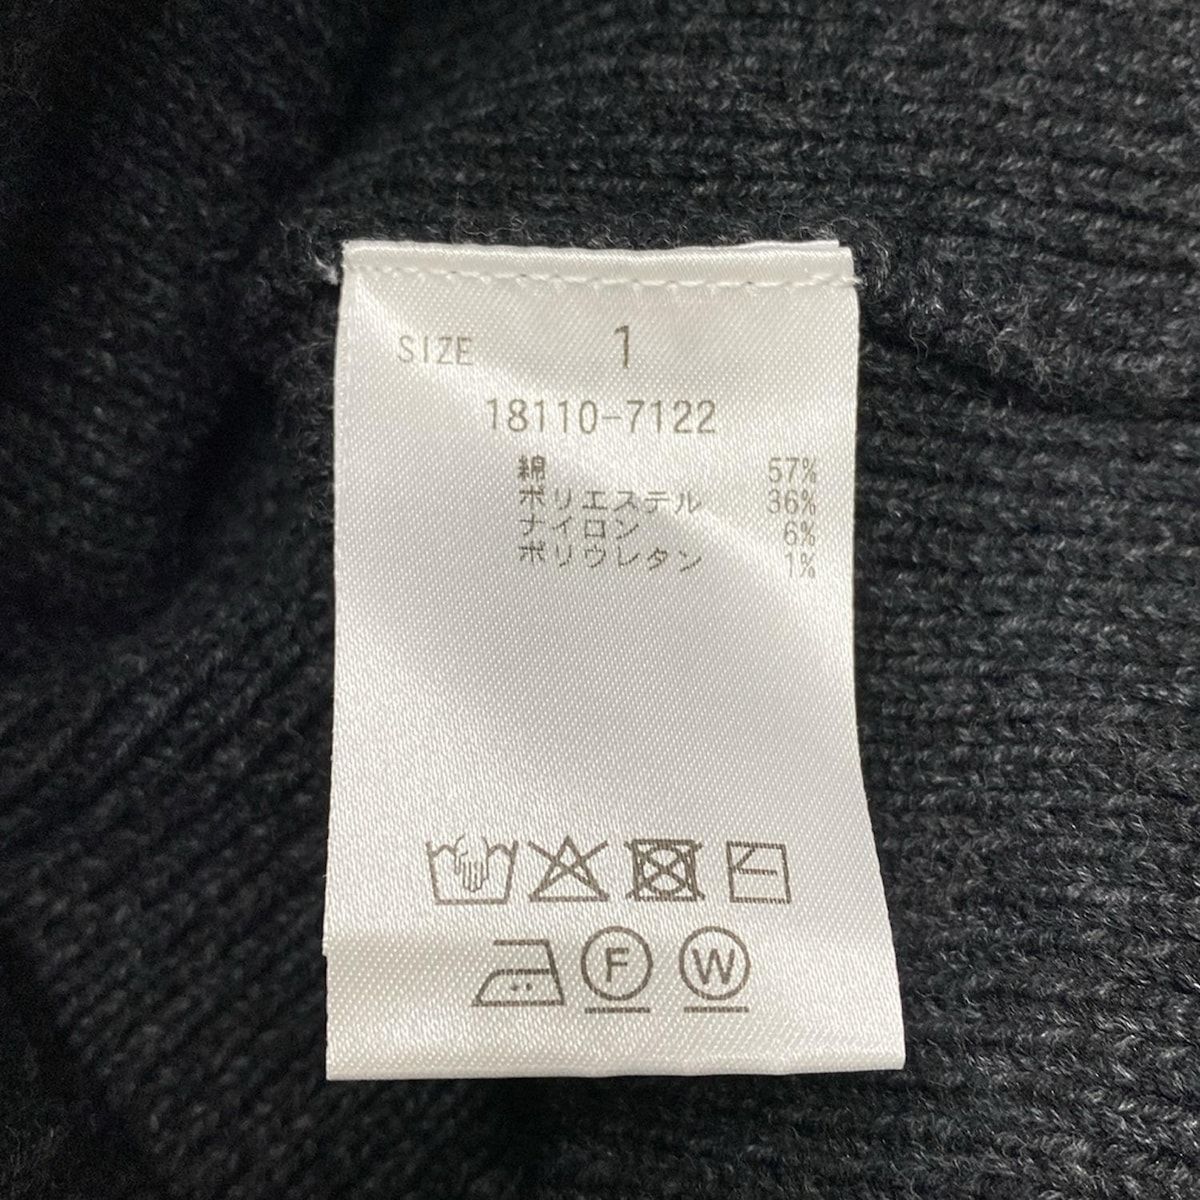 SIZE 1
18110-7122
綿 57%
ポリエステル 36%
ナイロン 6%
ポリウレタン 1%
F W